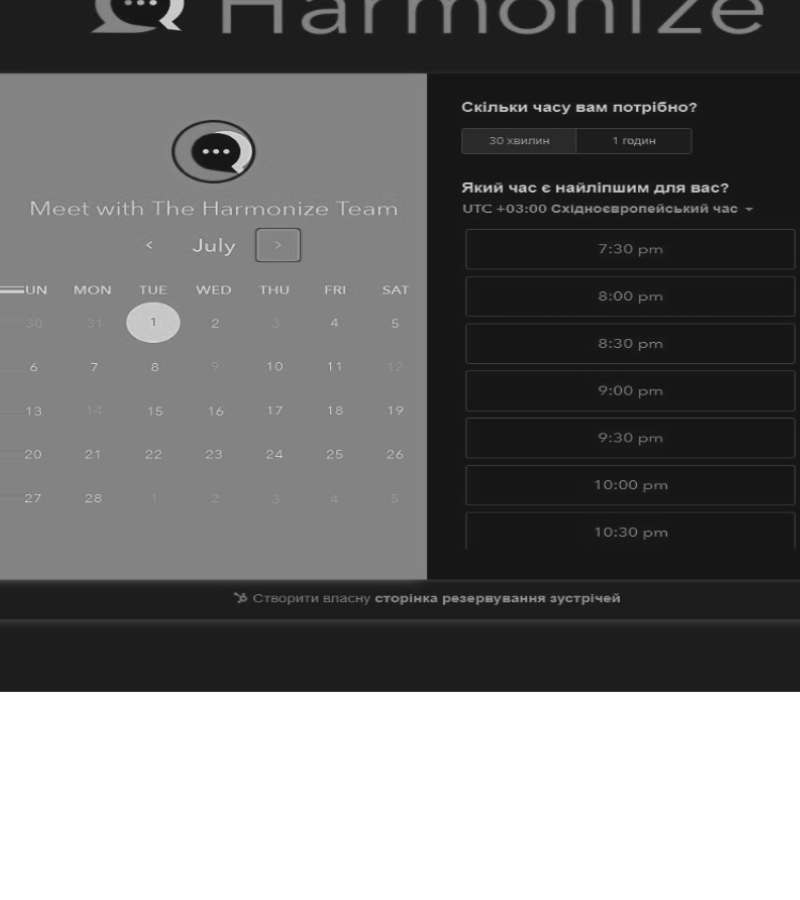 Harmonize
Meet with The Harmonize Team
< July >
UN MON TUE WED THU FRI SAT
30 31 1 2 3 4 5
6 7 8 9 10 11 12
13 14 15 16 17 18 19
20 21 22 23 24 25 26
27 28 1 2 3 4 5
Скільки часу вам потрібно?
30 хвилин 1 годин
Який час є найліпшим для вас?
UTC +03:00 Східноєвропейський час
7:30 pm
8:00 pm
8:30 pm
9:00 pm
9:30 pm
10:00 pm
10:30 pm
Створити власну сторінка резервування зустрічей